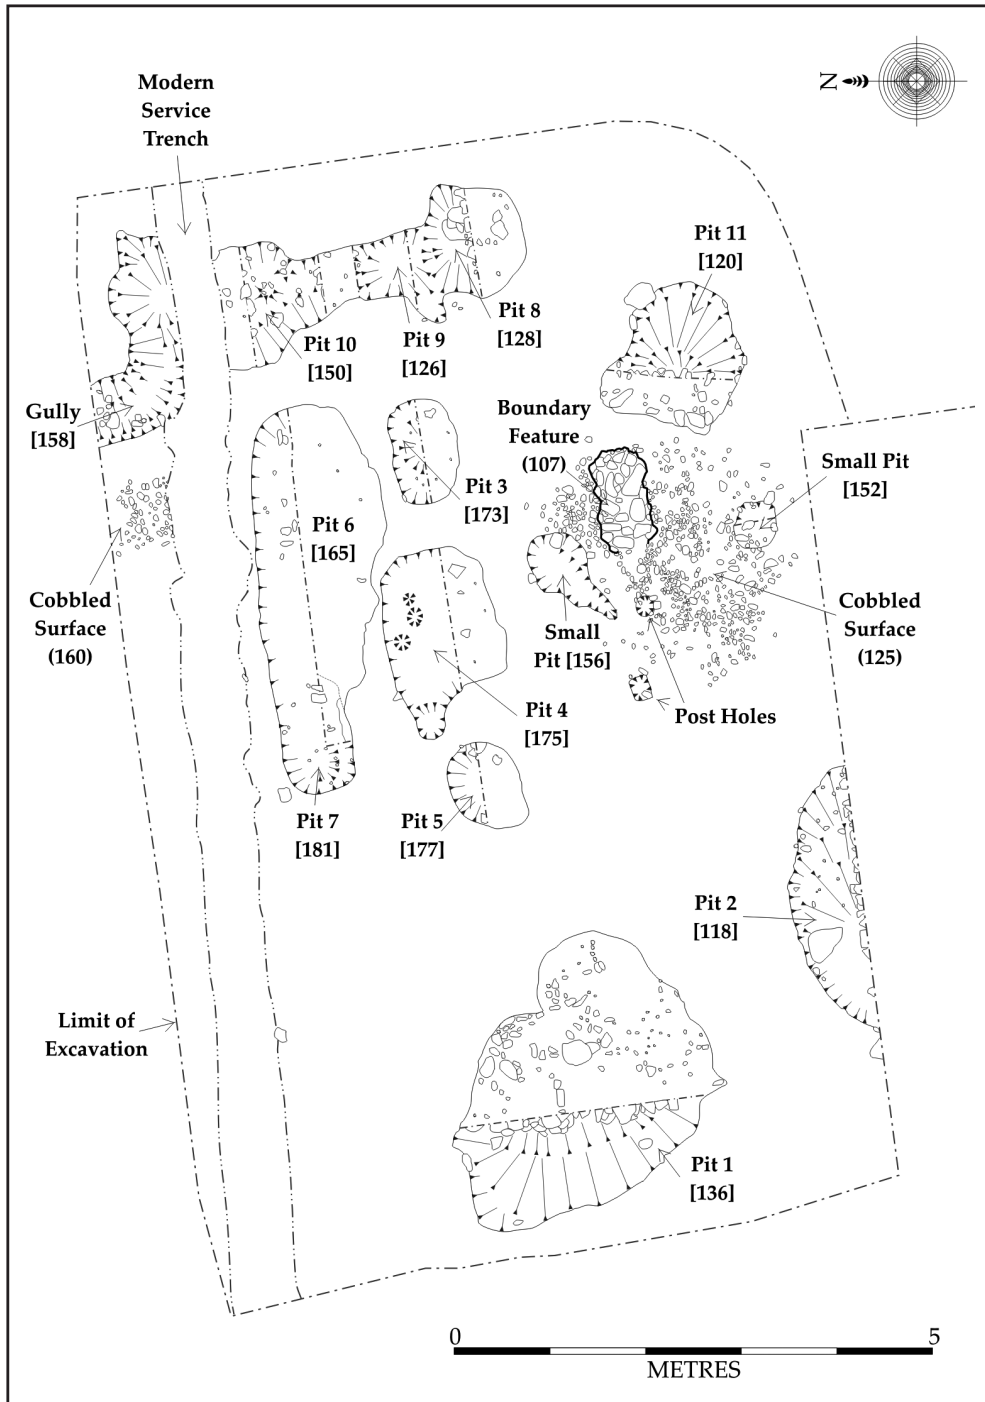 Modern
Service
Trench
N
Pit 11
[120]
Pit 8
[128]
Pit 9
[126]
Pit 10
[150]
Gully
[158]
Boundary
Feature
(107)
Small Pit
[152]
Pit 3
[173]
Pit 6
[165]
Cobbled
Surface
(160)
Cobbled
Surface
(125)
Small
Pit [156]
Pit 4
[175]
Post Holes
Pit 7
[181]
Pit 5
[177]
Pit 2
[118]
Limit of
Excavation
Pit 1
[136]
0 5
METRES